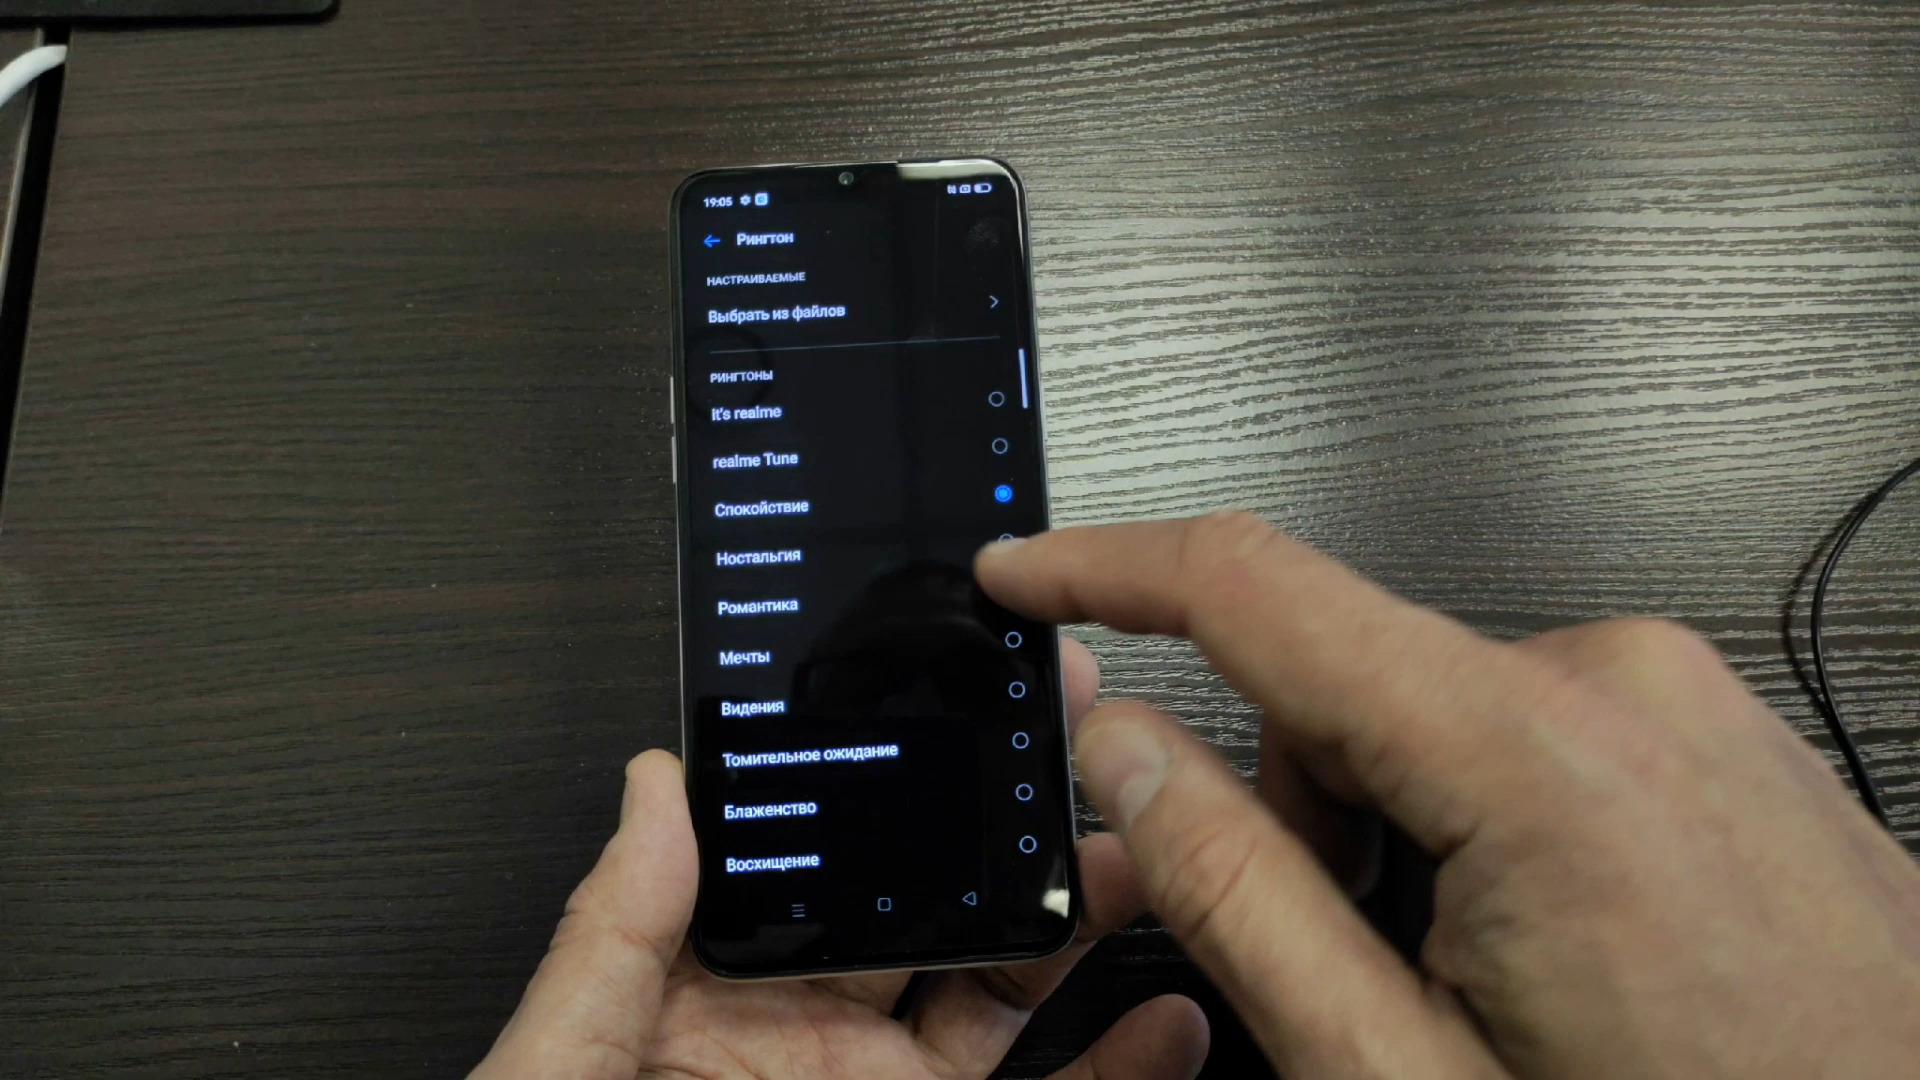 19:05
Рингтон
НАСТРАИВАЕМЫЕ
Выбрать из файлов
РИНГТОНЫ
It's realme
realme Tune
Спокойствие
Ностальгия
Романтика
Мечты
Видения
Томительное ожидание
Блаженство
Восхищение